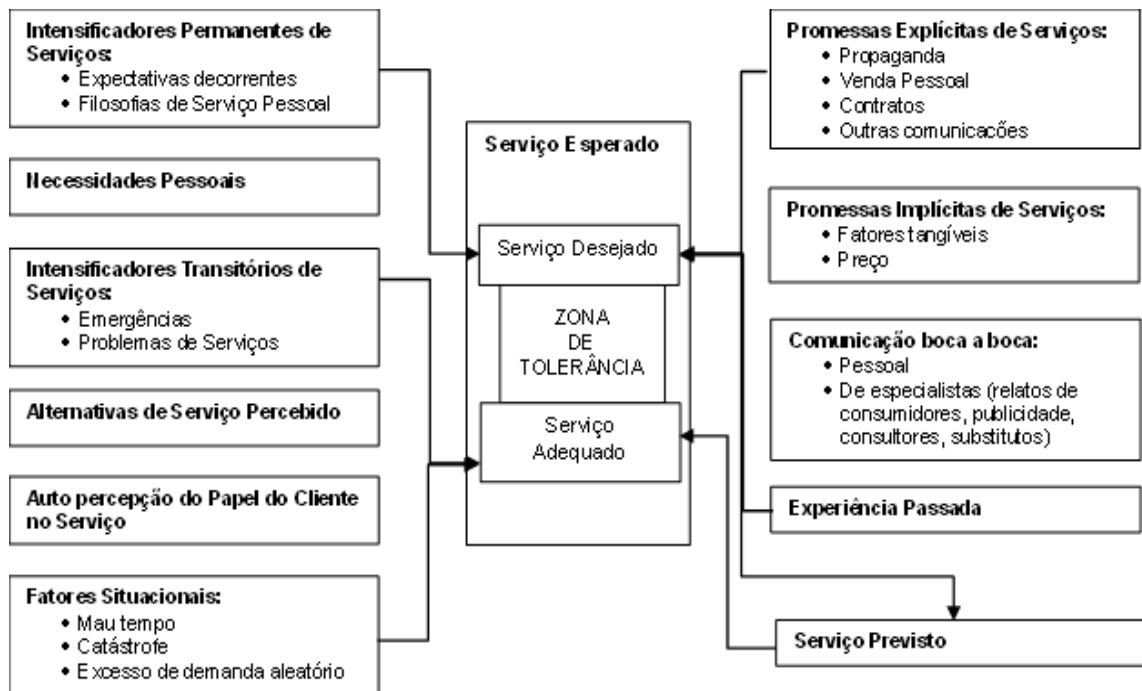 Intensificadores Permanentes de
Serviços:
• Expectativas decorrentes
• Filosofias de Serviço Pessoal
Necessidades Pessoais
Intensificadores Transitórios de
Serviços:
• Emergências
• Problemas de Serviços
Alternativas de Serviço Percebido
Auto percepção do Papel do Cliente
no Serviço
Fatores Situacionais:
• Mau tempo
• Catástrofe
• Excesso de demanda aleatório
Serviço Esperado
Serviço Desejado
ZONA
DE
TOLERÂNCIA
Serviço
Adequado
Promessas Explícitas de Serviços:
• Propaganda
• Venda Pessoal
• Contratos
• Outras comunicacões
Promessas Implícitas de Serviços:
• Fatores tangíveis
• Preço
Comunicação boca a boca:
• Pessoal
• De especialistas (relatos de
consumidores, publicidade,
consultores, substitutos)
Experiência Passada
Serviço Previsto